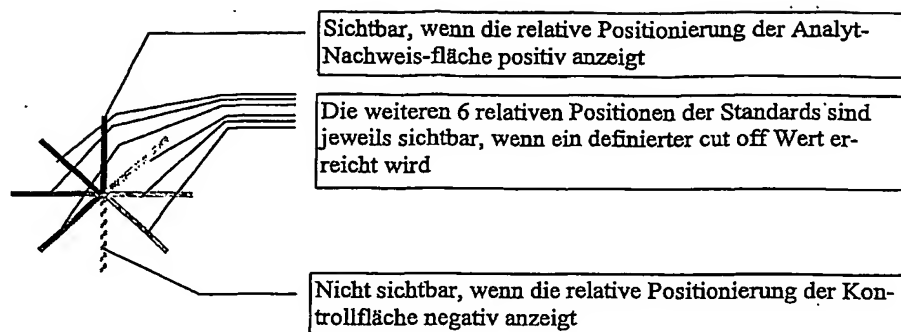 Sichtbar, wenn die relative Positionierung der Analyt-
Nachweis-fläche positiv anzeigt
Die weiteren 6 relativen Positionen der Standards sind
jeweils sichtbar, wenn ein definierter cut off Wert er-
reicht wird
Nicht sichtbar, wenn die relative Positionierung der Kon-
trollfläche negativ anzeigt